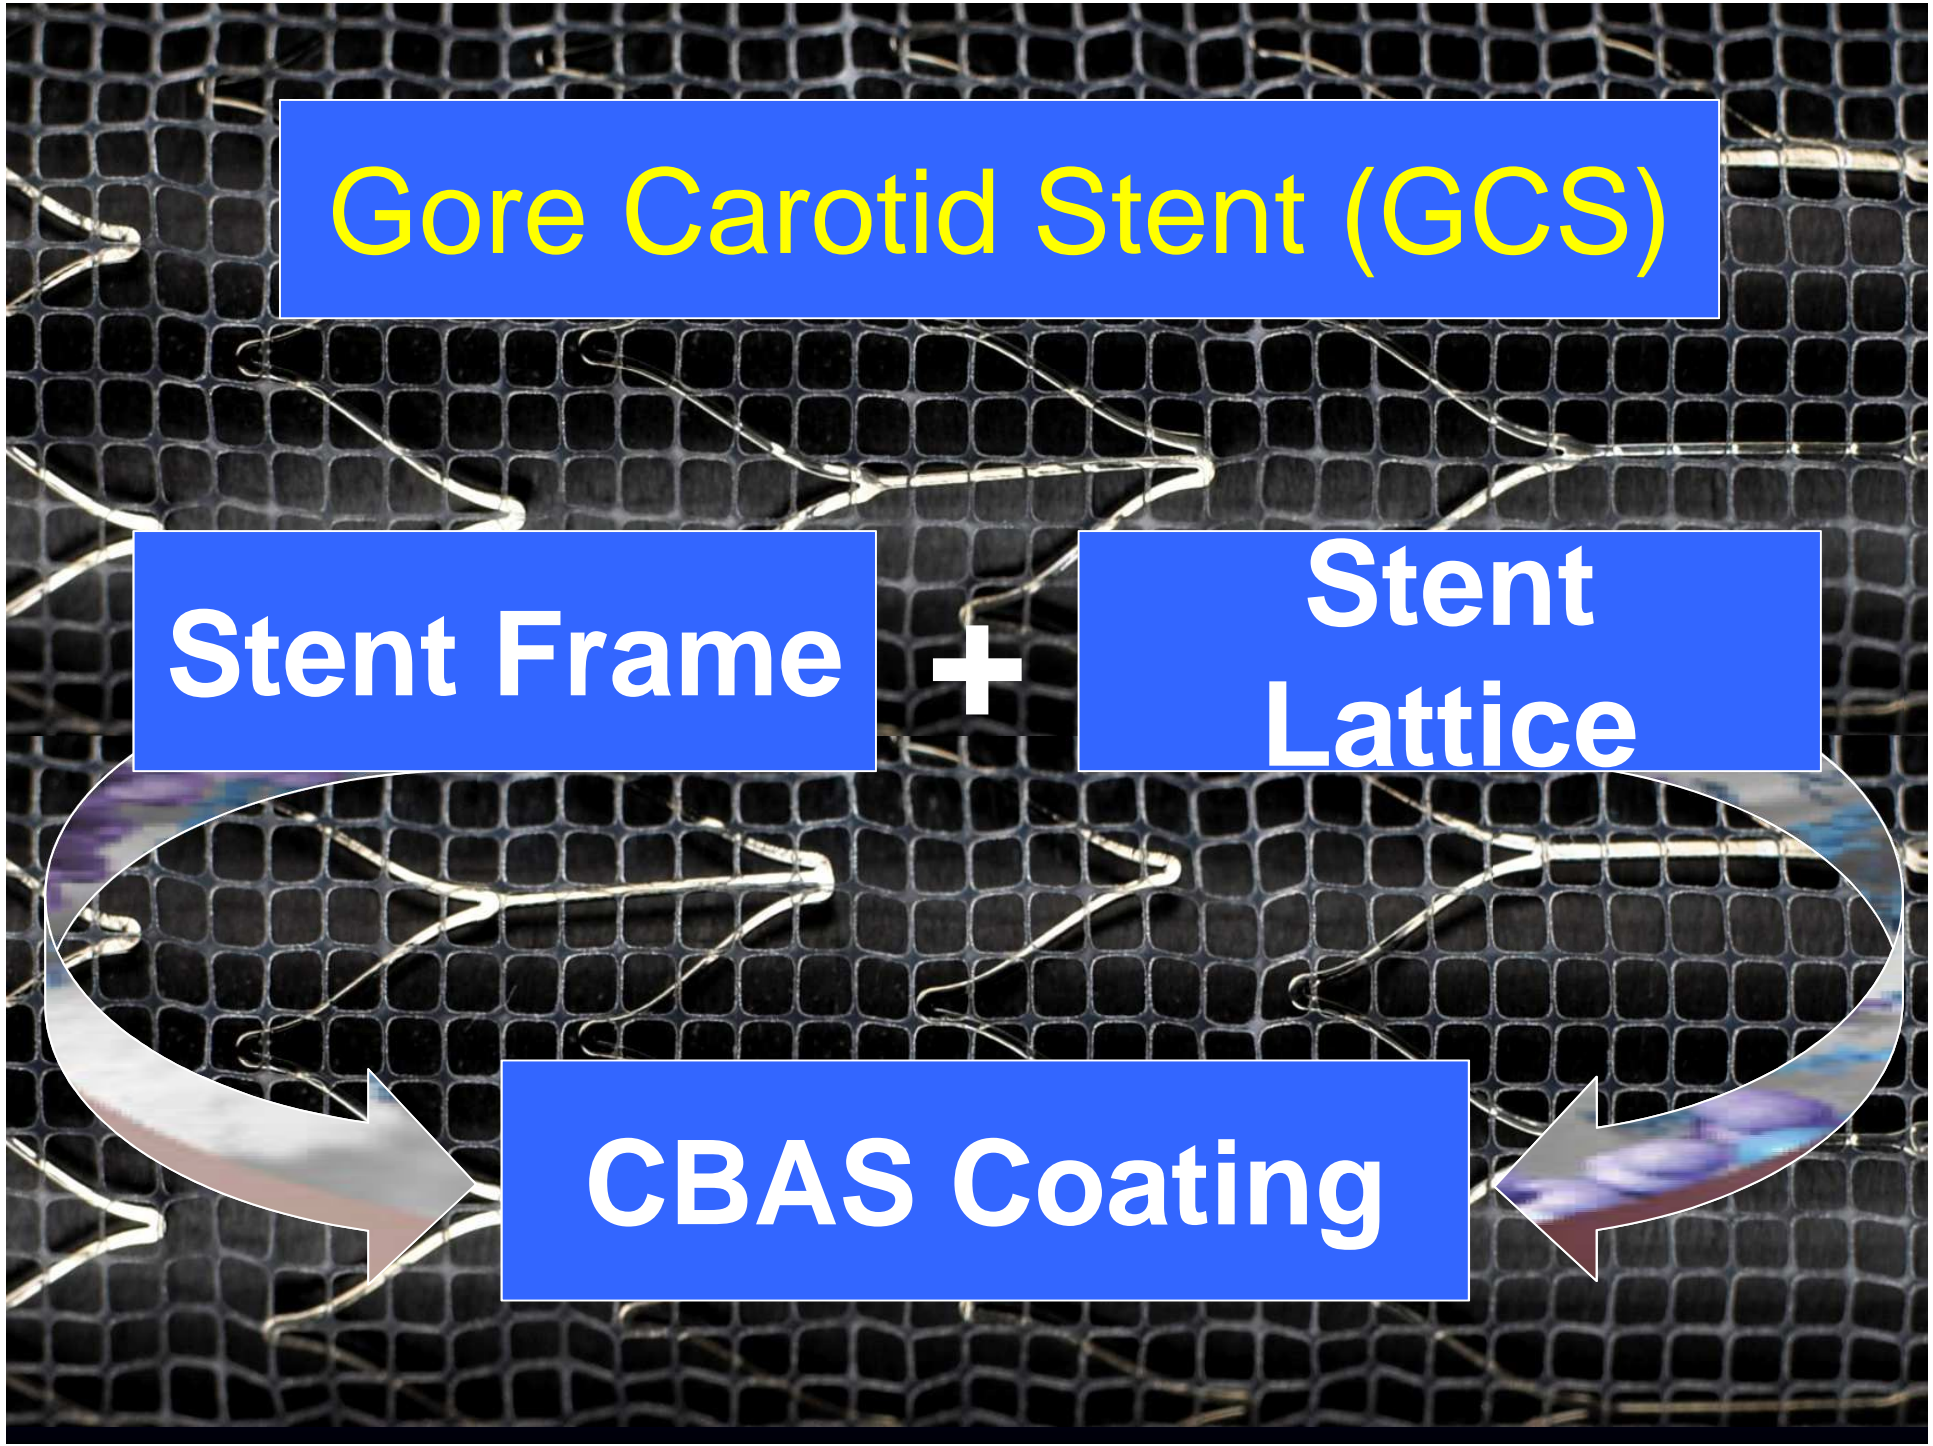 Gore Carotid Stent (GCS)
Stent Frame
+
Stent
Lattice
CBAS Coating